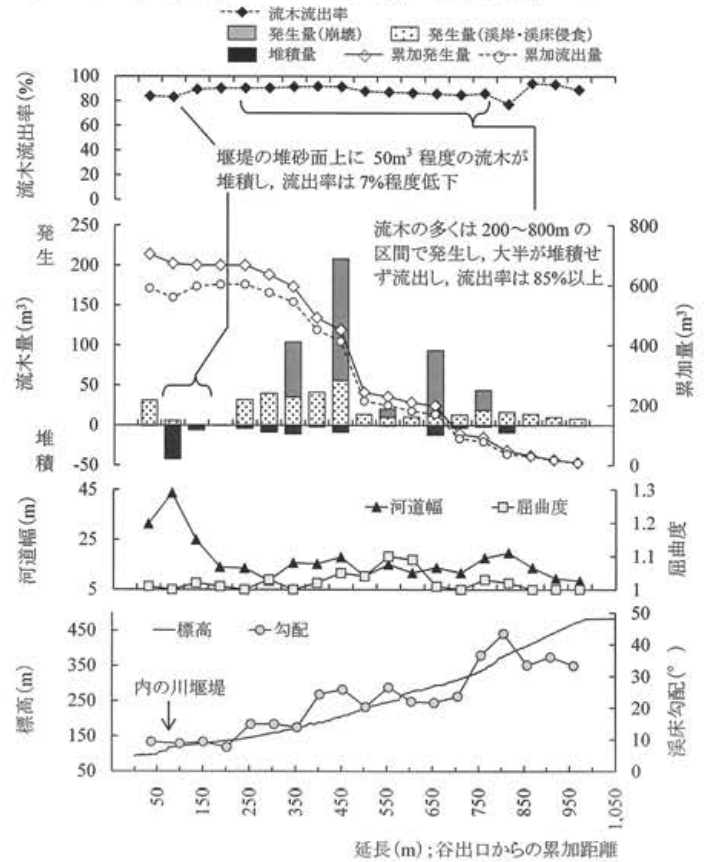 流木流出率
発生量(崩壊) 発生量(渓岸・渓床侵食)
堆積量 累加発生量 累加流出量
流木流出率(%)
100
80
60
40
20
0
堰堤の堆砂面上に 50m³ 程度の流木が
堆積し, 流出率は 7%程度低下
流木の多くは 200〜800m の
区間で発生し, 大半が堆積せ
ず流出し, 流出率は 85%以上
発生
流木量(m³)
堆積
250
200
150
100
50
0
-50
800
600
400
200
0
累加量(m³)
河道幅(m)
45
25
5
河道幅 屈曲度
1.3
1.2
1.1
1
屈曲度
標高(m)
450
350
250
150
50
標高 勾配
内の川堰堤
50
40
30
20
10
0
渓床勾配(°)
50 150 250 350 450 550 650 750 850 950 1,050
延長(m);谷出口からの累加距離